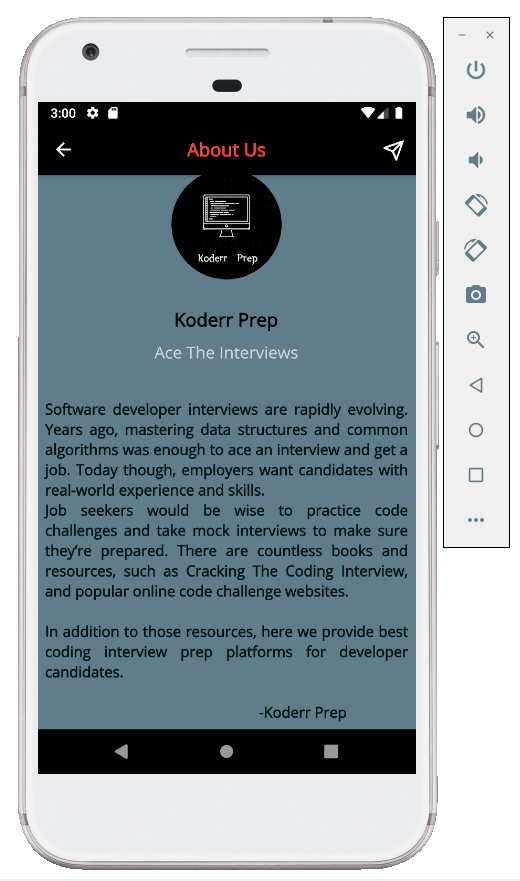 3:00
About Us
Koderr Prep
Koderr Prep
Ace The Interviews
Software developer interviews are rapidly evolving.
Years ago, mastering data structures and common
algorithms was enough to ace an interview and get a
job. Today though, employers want candidates with
real-world experience and skills.
Job seekers would be wise to practice code
challenges and take mock interviews to make sure
they're prepared. There are countless books and
resources, such as Cracking The Coding Interview,
and popular online code challenge websites.
In addition to those resources, here we provide best
coding interview prep platforms for developer
candidates.
-Koderr Prep